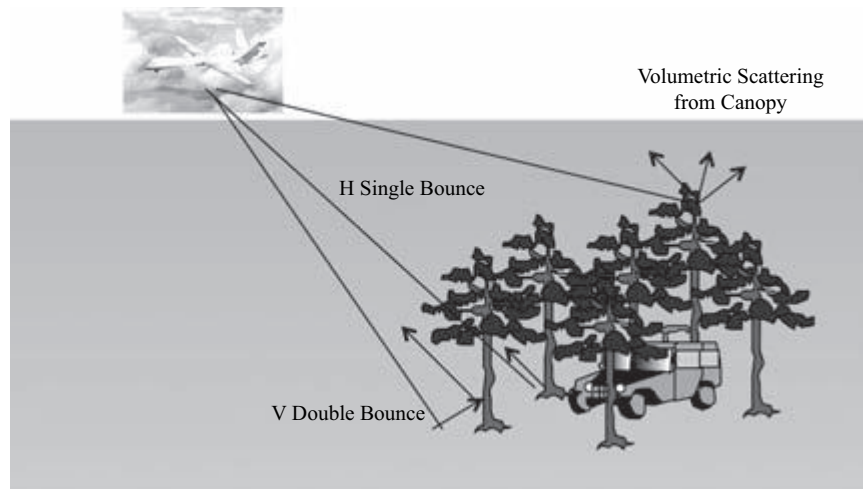 Volumetric Scattering
from Canopy
H Single Bounce
V Double Bounce